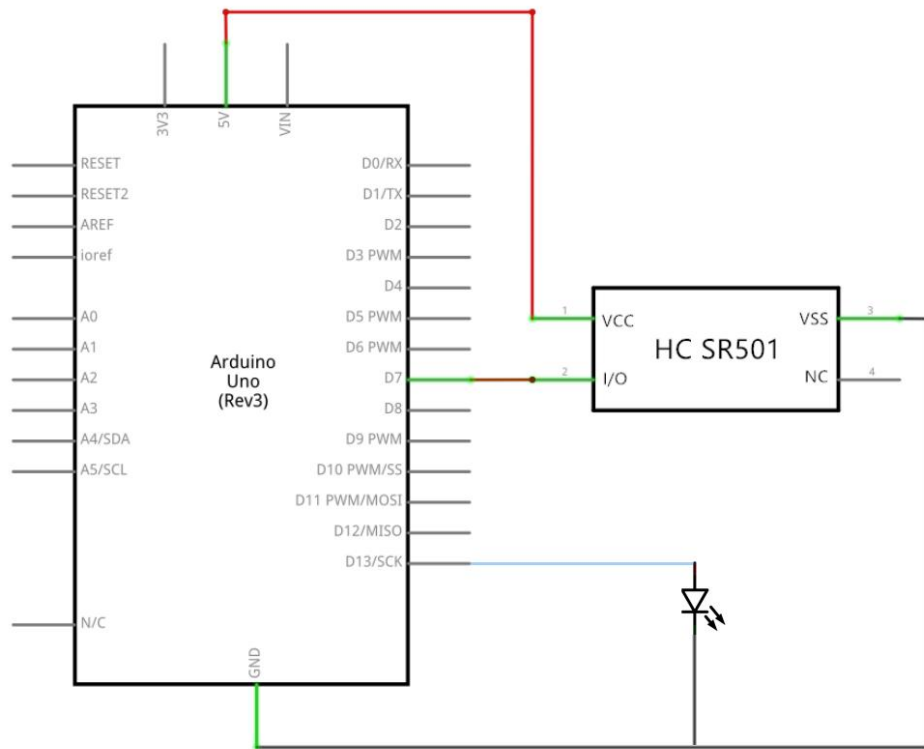 3V3
5V
VIN
RESET
RESET2
AREF
ioref
A0
A1
A2
A3
A4/SDA
A5/SCL
N/C
Arduino
Uno
(Rev3)
D0/RX
D1/TX
D2
D3 PWM
D4
D5 PWM
D6 PWM
D7
D8
D9 PWM
D10 PWM/SS
D11 PWM/MOSI
D12/MISO
D13/SCK
GND
1
VCC
2
I/O
HC SR501
VSS
3
NC
4